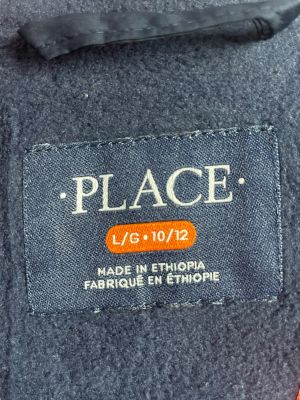 ·PLACE·
L/G • 10/12
MADE IN ETHIOPIA
FABRIQUÉ EN ÉTHIOPIE